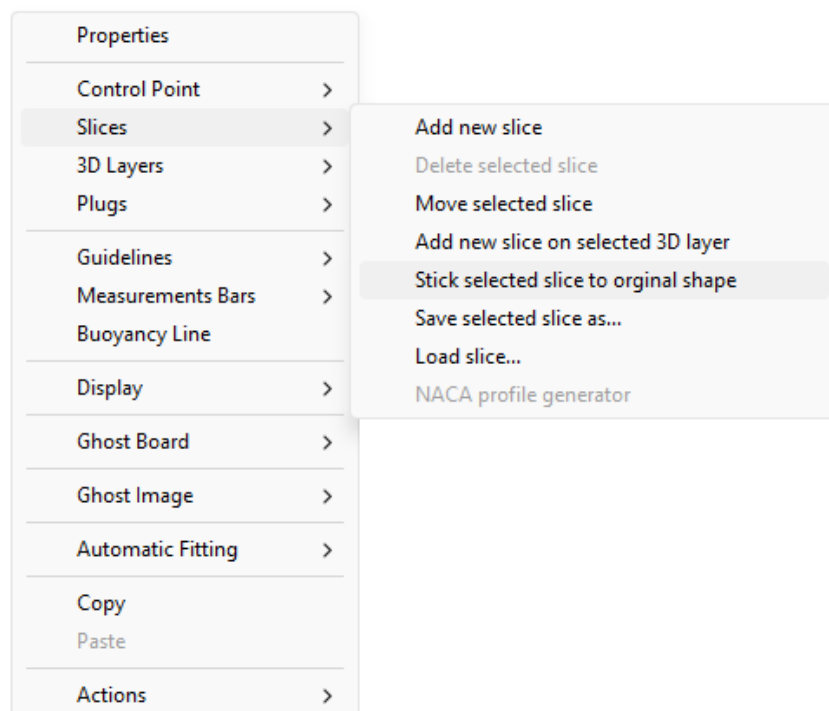 Properties
Control Point
Slices
3D Layers
Plugs
Guidelines
Measurements Bars
Buoyancy Line
Display
Ghost Board
Ghost Image
Automatic Fitting
Copy
Paste
Actions
Add new slice
Delete selected slice
Move selected slice
Add new slice on selected 3D layer
Stick selected slice to orginal shape
Save selected slice as...
Load slice...
NACA profile generator